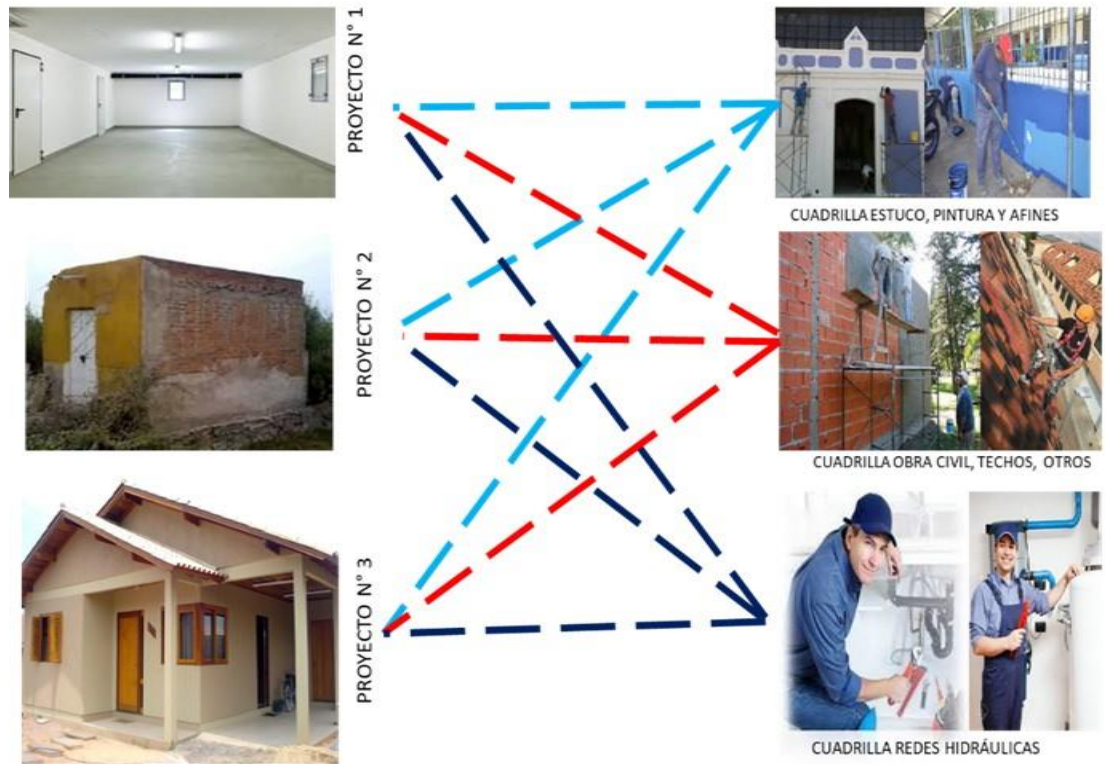 PROYECTO N° 1
CUADRILLA ESTUCO, PINTURA Y AFINES
PROYECTO N° 2
CUADRILLA OBRA CIVIL, TECHOS, OTROS
PROYECTO N° 3
CUADRILLA REDES HIDRÁULICAS